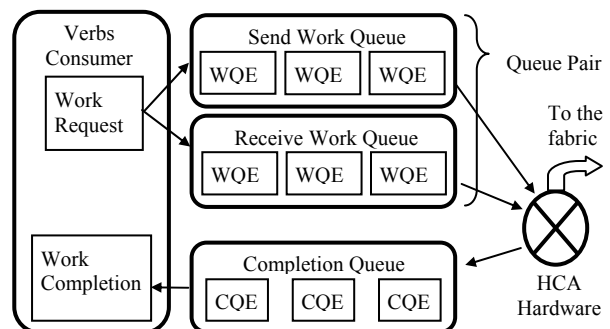 Verbs
Consumer
Work
Request
Work
Completion
Send Work Queue
WQE WQE WQE
Receive Work Queue
WQE WQE WQE
Completion Queue
CQE CQE CQE
Queue Pair
To the
fabric
HCA
Hardware